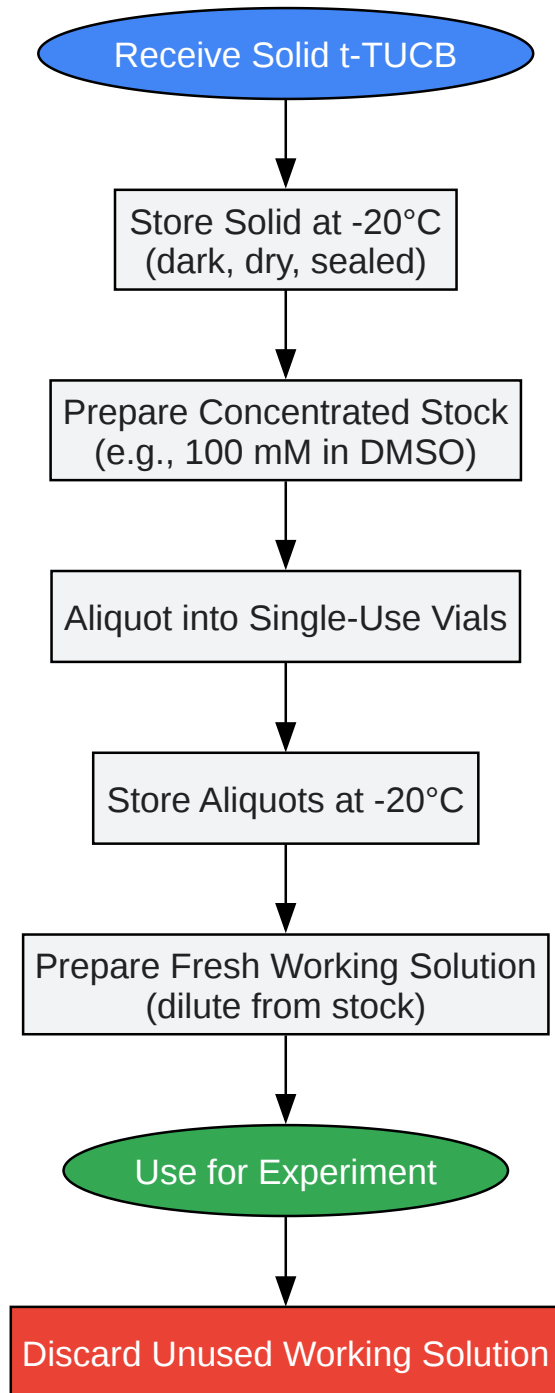 Receive Solid t-TUCB
Store Solid at -20°C
(dark, dry, sealed)
Prepare Concentrated Stock
(e.g., 100 mM in DMSO)
Aliquot into Single-Use Vials
Store Aliquots at -20°C
Prepare Fresh Working Solution
(dilute from stock)
Use for Experiment
Discard Unused Working Solution